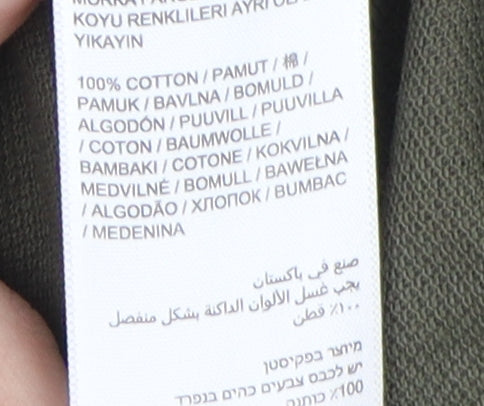 KOYU RENKLILERI AYRI
YIKAYIN
100% COTTON / PAMUT / 棉 /
PAMUK / BAVLNA / BOMULD /
ALGODÓN / PUUVILL / PUUVILLA
/ COTON / BAUMWOLLE /
BAMBAKI / COTONE / KOKVILNA /
MEDVILNĖ / BOMULL / BAWEŁNA
/ ALGODÃO / ХЛОПОК / BUMBAC
/ MEDENINA
صنع في باكستان
يجب غسل الألوان الداكنة بشكل منفصل
١٠٠٪ قطن
מיוצר בפקיסטן
יש לכבס צבעים כהים בנפרד
100٪ כותנה